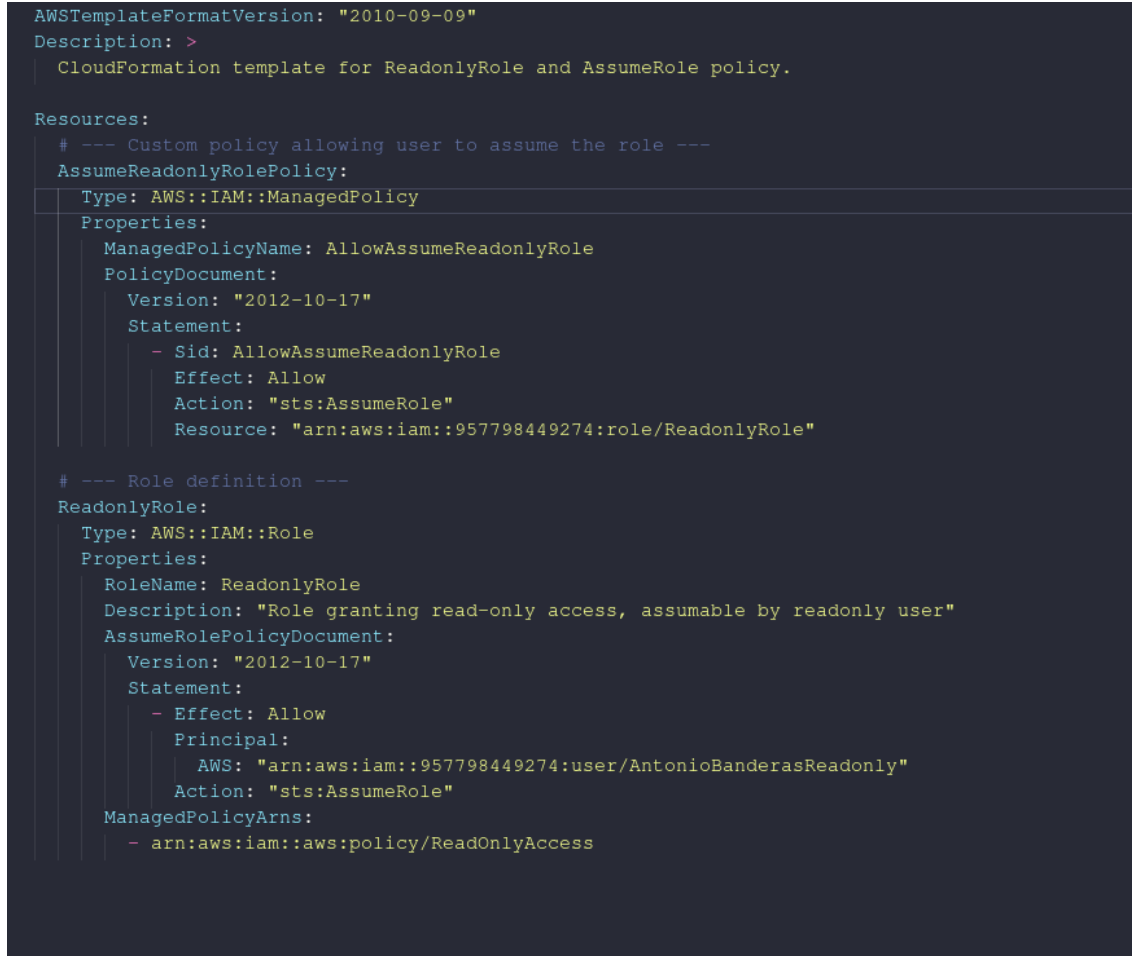 AWSTemplateFormatVersion: "2010-09-09"
Description: >
  CloudFormation template for ReadonlyRole and AssumeRole policy.

Resources:
  # --- Custom policy allowing user to assume the role ---
  AssumeReadonlyRolePolicy:
    Type: AWS::IAM::ManagedPolicy
    Properties:
      ManagedPolicyName: AllowAssumeReadonlyRole
      PolicyDocument:
        Version: "2012-10-17"
        Statement:
          - Sid: AllowAssumeReadonlyRole
            Effect: Allow
            Action: "sts:AssumeRole"
            Resource: "arn:aws:iam::957798449274:role/ReadonlyRole"

  # --- Role definition ---
  ReadonlyRole:
    Type: AWS::IAM::Role
    Properties:
      RoleName: ReadonlyRole
      Description: "Role granting read-only access, assumable by readonly user"
      AssumeRolePolicyDocument:
        Version: "2012-10-17"
        Statement:
          - Effect: Allow
            Principal:
              AWS: "arn:aws:iam::957798449274:user/AntonioBanderasReadonly"
            Action: "sts:AssumeRole"
      ManagedPolicyArns:
        - arn:aws:iam::aws:policy/ReadOnlyAccess